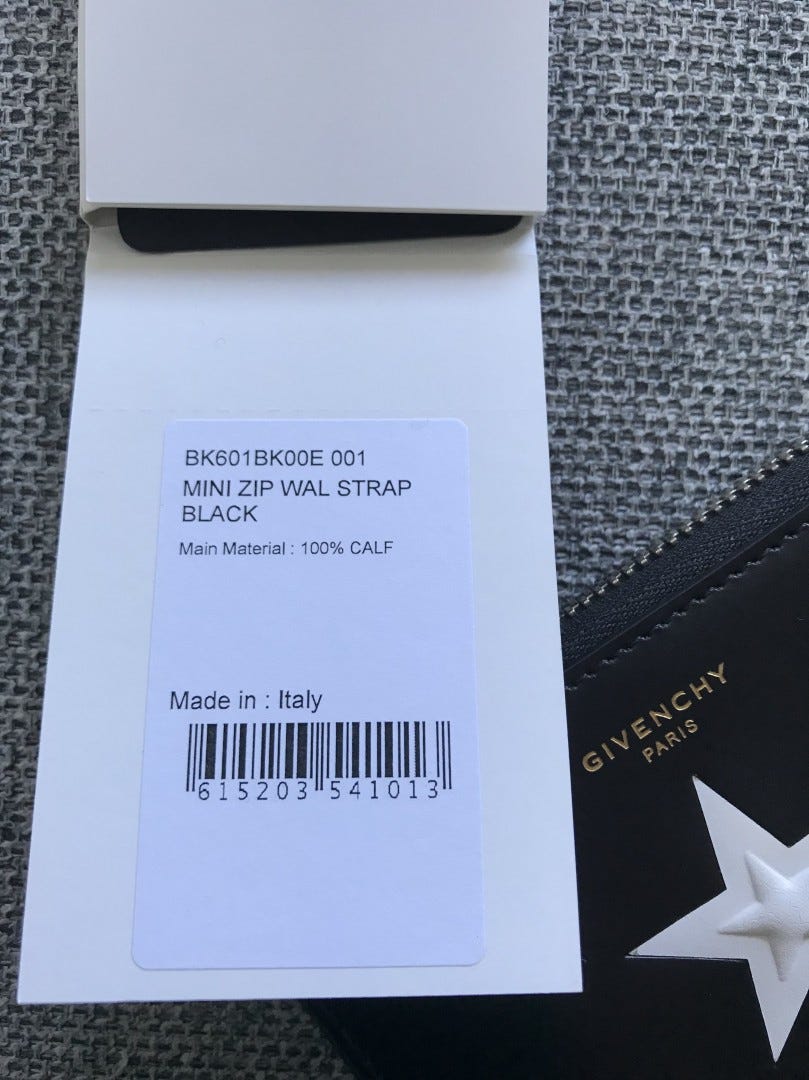 BK601BK00E 001
MINI ZIP WAL STRAP
BLACK
Main Material : 100% CALF
Made in : Italy
615203 541013
GIVENCHY
PARIS